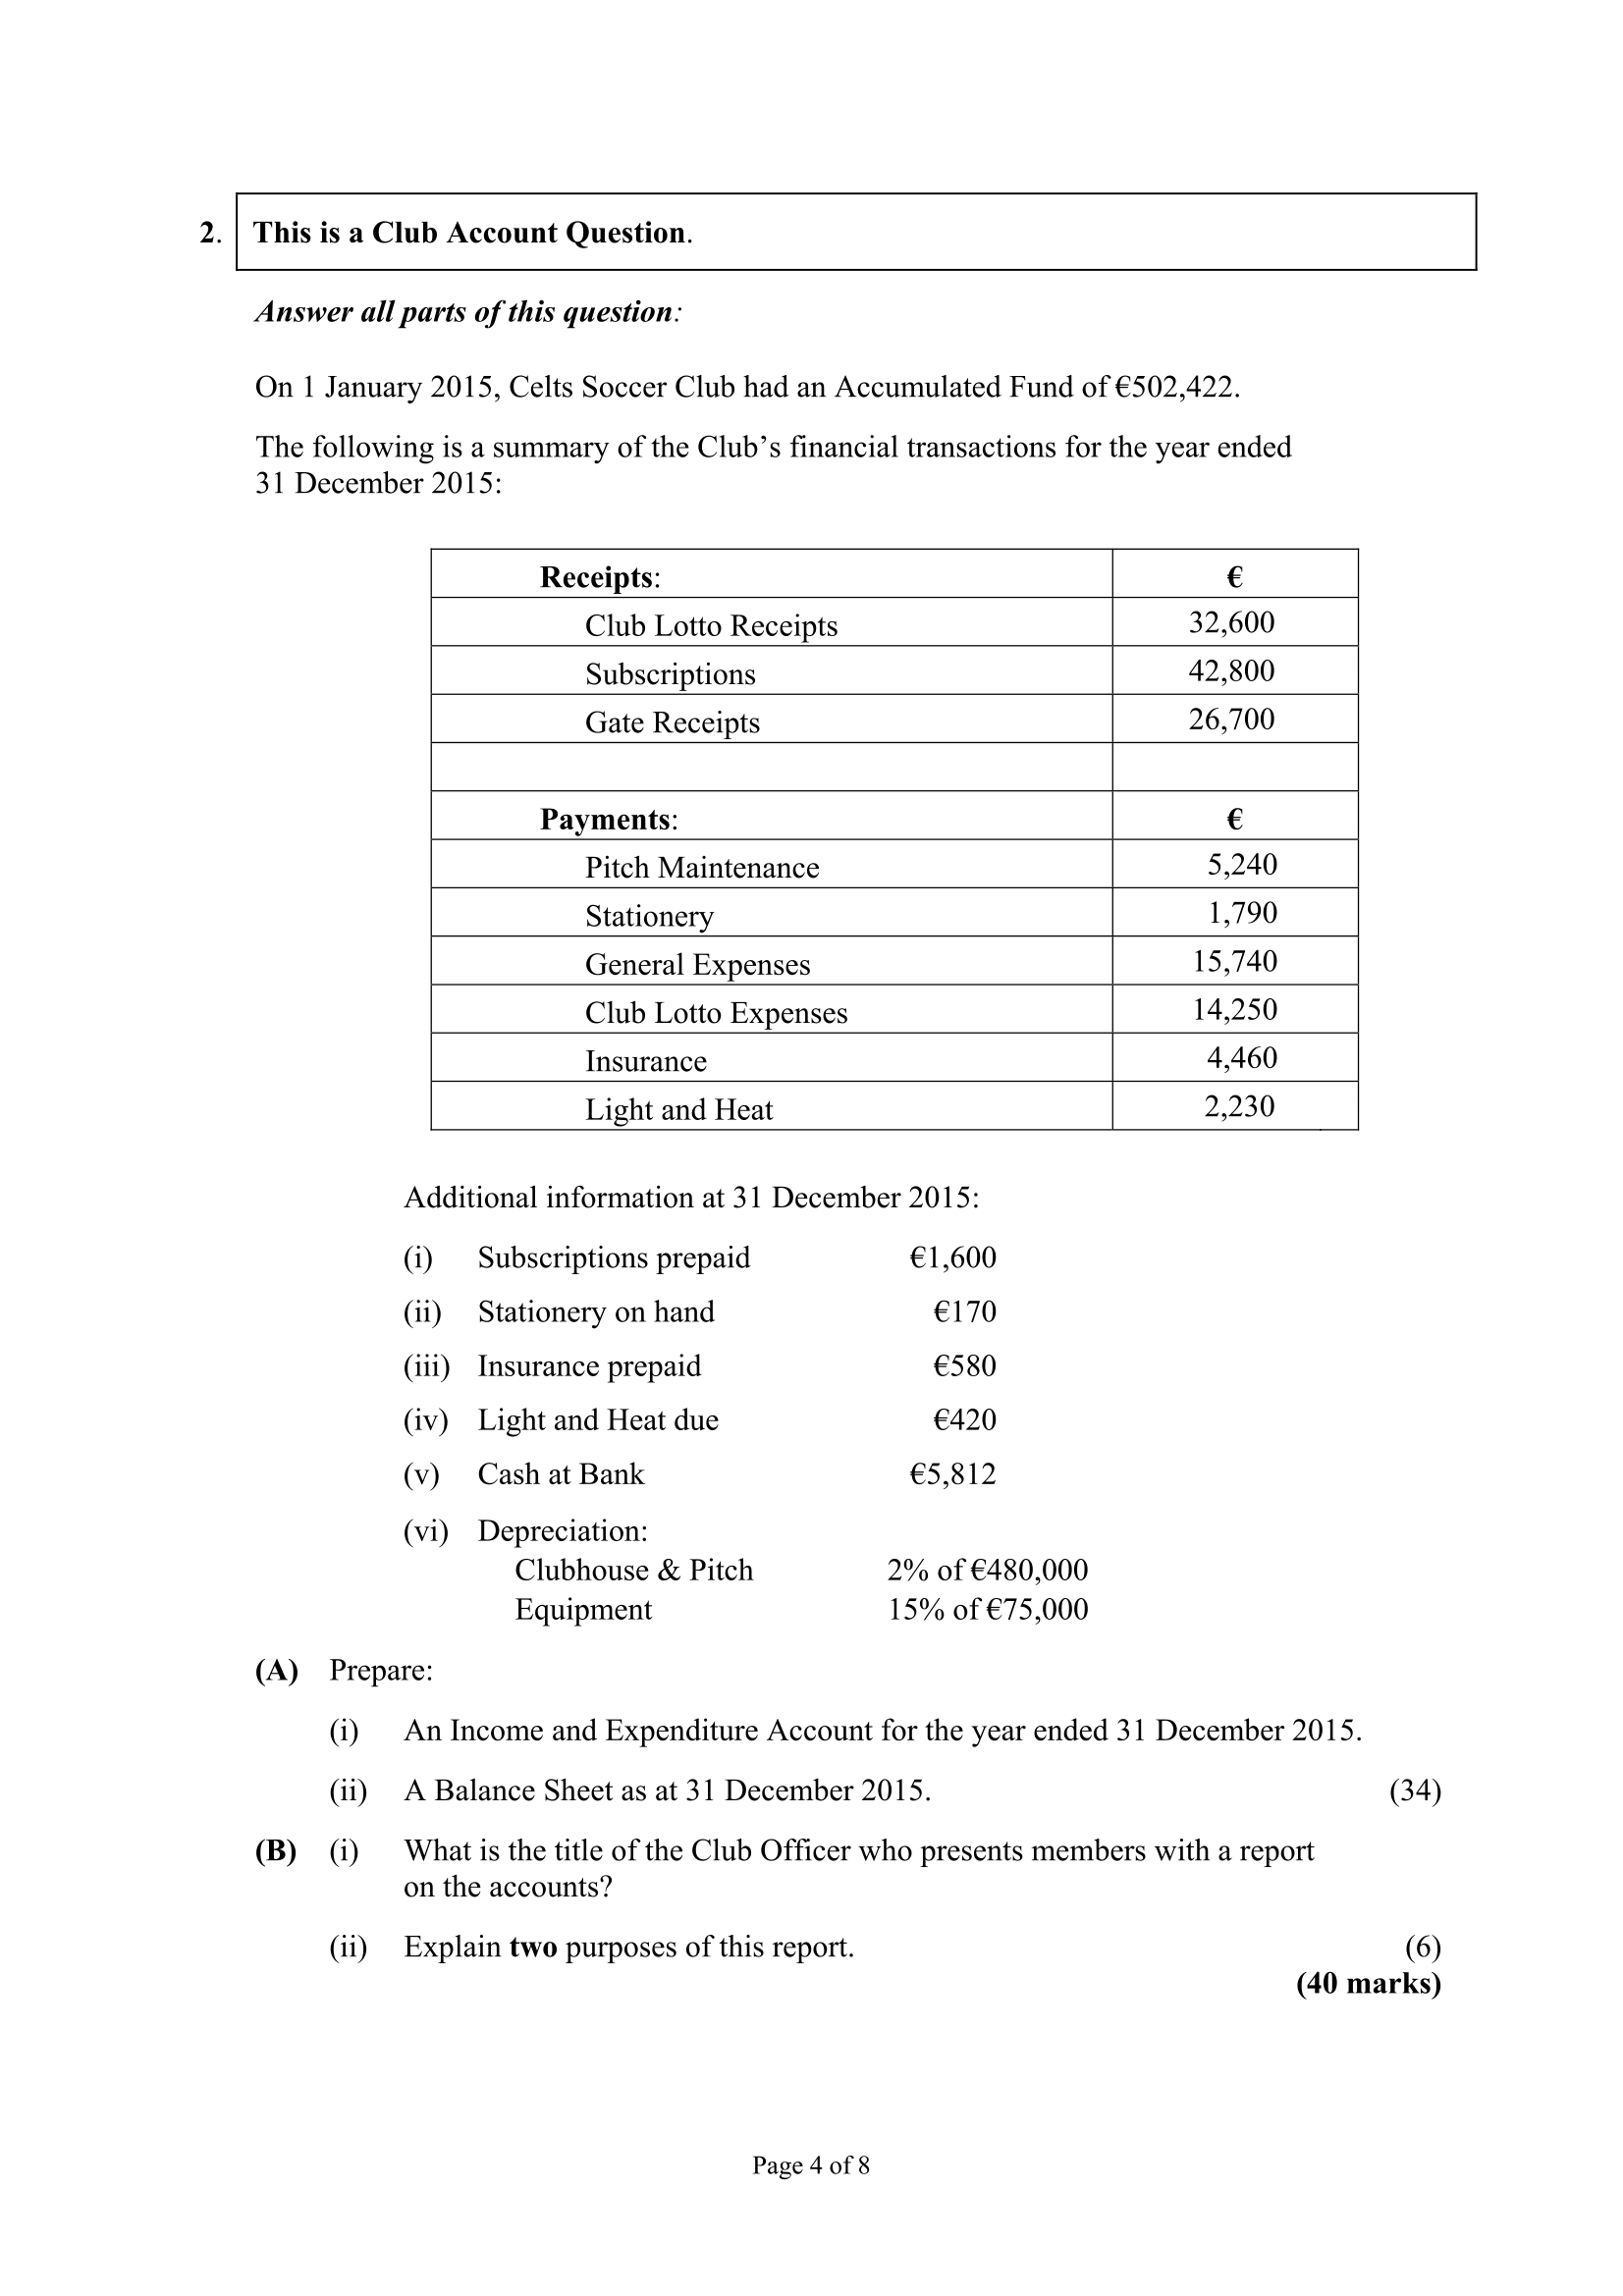 2. This is a Club Account Question.
Answer all parts of this question:
On 1 January 2015, Celts Soccer Club had an Accumulated Fund of €502,422.
The following is a summary of the Club’s financial transactions for the year ended
31 December 2015:
Receipts: €
Club Lotto Receipts 32,600
Subscriptions 42,800
Gate Receipts 26,700
Payments: €
Pitch Maintenance 5,240
Stationery 1,790
General Expenses 15,740
Club Lotto Expenses 14,250
Insurance 4,460
Light and Heat 2,230
Additional information at 31 December 2015:
(i) Subscriptions prepaid €1,600
(ii) Stationery on hand €170
(iii) Insurance prepaid €580
(iv) Light and Heat due €420
(v) Cash at Bank €5,812
(vi) Depreciation:
Clubhouse & Pitch 2% of €480,000
Equipment 15% of €75,000
(A) Prepare:
(i) An Income and Expenditure Account for the year ended 31 December 2015.
(ii) A Balance Sheet as at 31 December 2015. (34)
(B) (i) What is the title of the Club Officer who presents members with a report
on the accounts?
(ii) Explain two purposes of this report. (6)
(40 marks)
Page 4 of 8